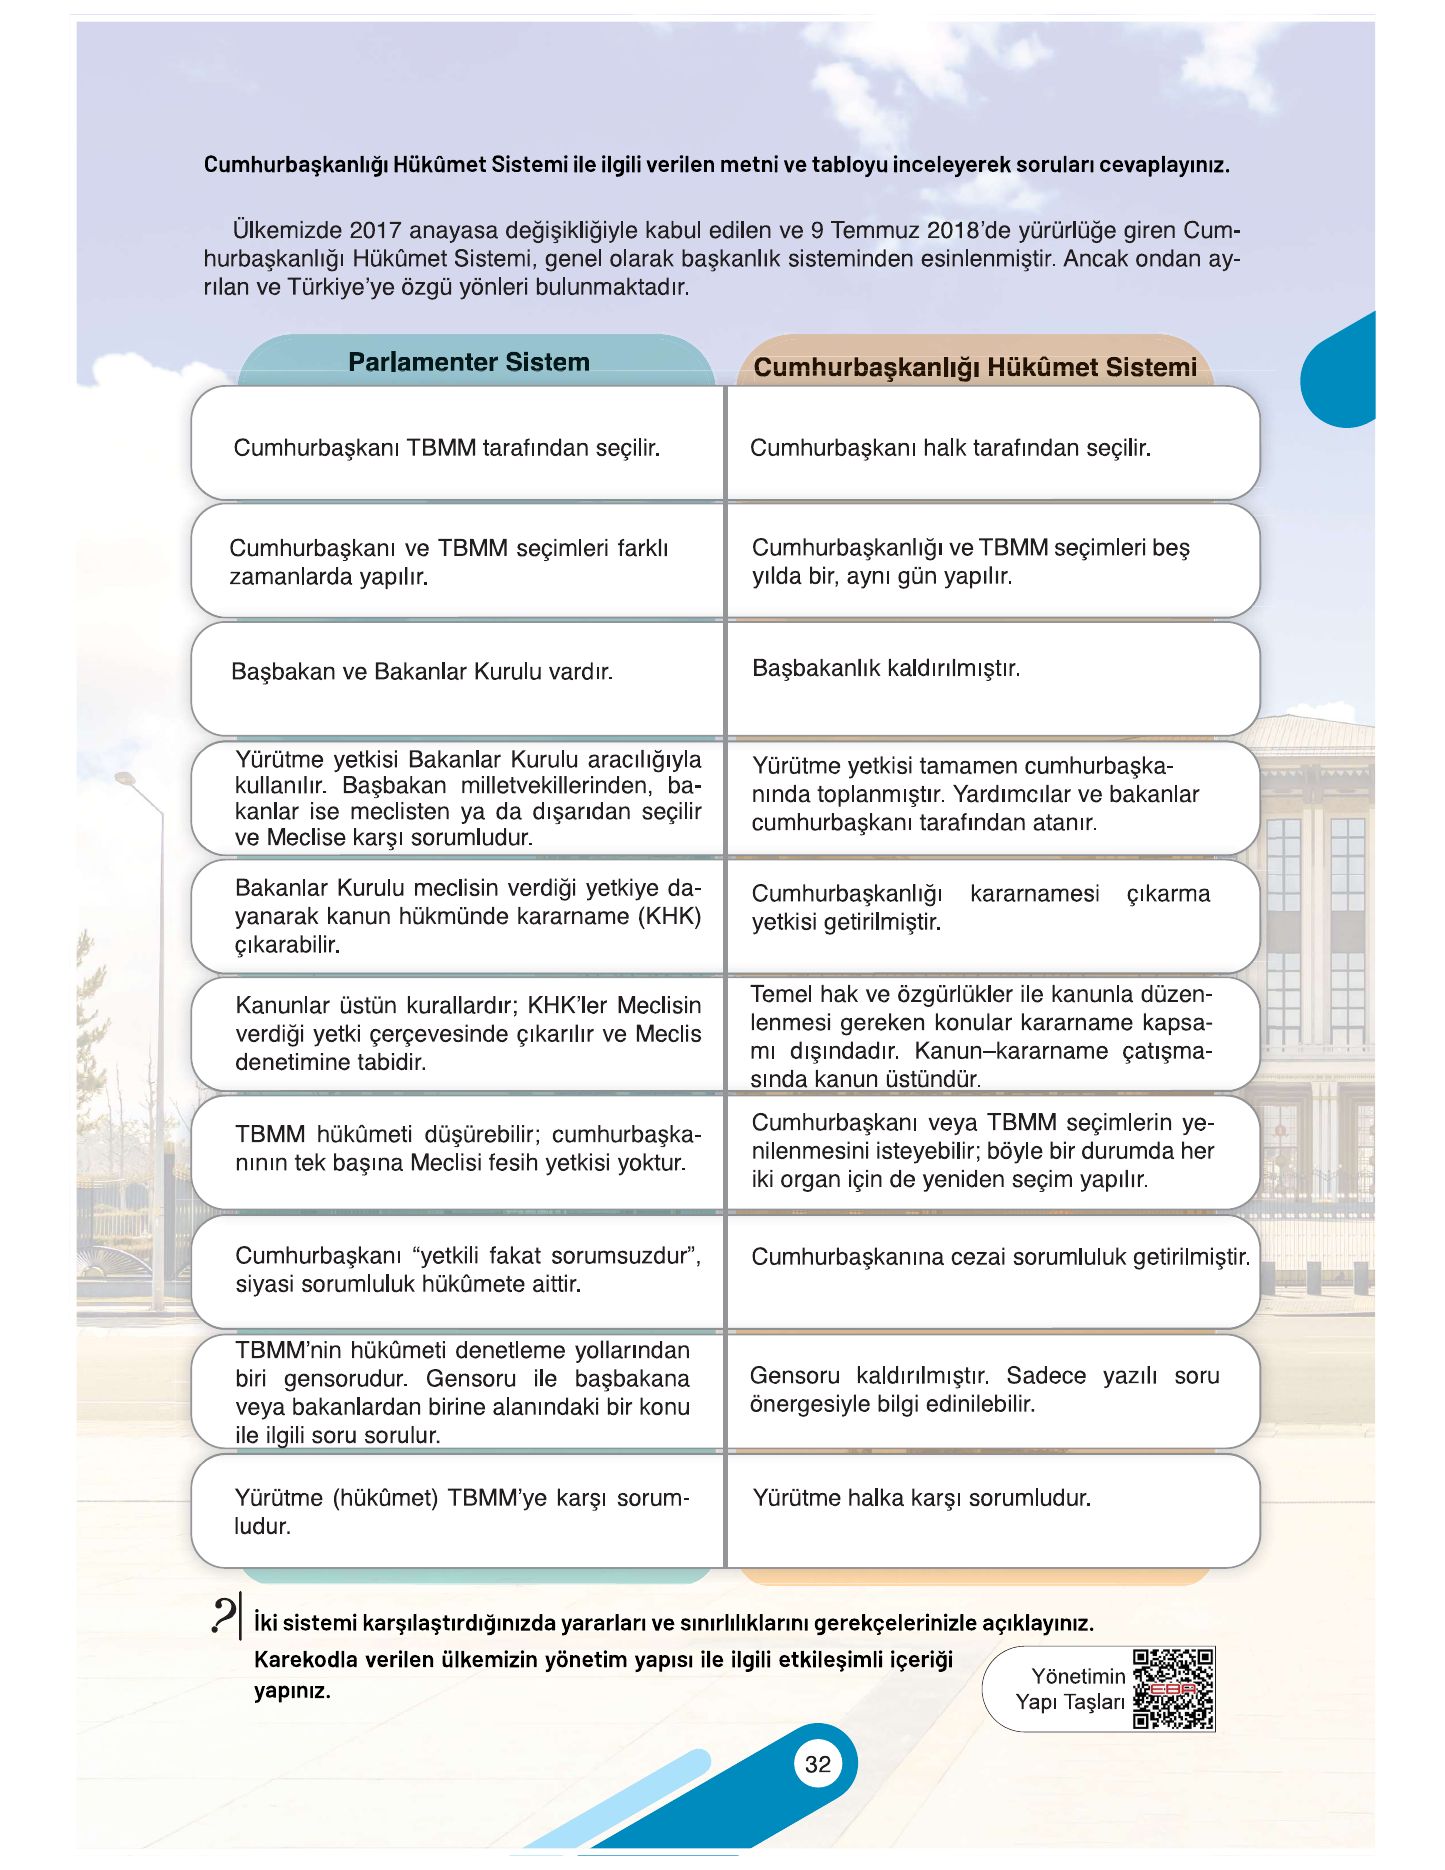 Cumhurbaşkanlığı Hükûmet Sistemi ile ilgili verilen metni ve tabloyu inceleyerek soruları cevaplayınız.
Ülkemizde 2017 anayasa değişikliğiyle kabul edilen ve 9 Temmuz 2018'de yürürlüğe giren Cum-
hurbaşkanlığı Hükûmet Sistemi, genel olarak başkanlık sisteminden esinlenmiştir. Ancak ondan ay-
rılan ve Türkiye'ye özgü yönleri bulunmaktadır.
Parlamenter Sistem
Cumhurbaşkanlığı Hükûmet Sistemi
Cumhurbaşkanı TBMM tarafından seçilir.
Cumhurbaşkanı halk tarafından seçilir.
Cumhurbaşkanı ve TBMM seçimleri farklı
zamanlarda yapılır.
Cumhurbaşkanlığı ve TBMM seçimleri beş
yılda bir, aynı gün yapılır.
Başbakan ve Bakanlar Kurulu vardır.
Başbakanlık kaldırılmıştır.
Yürütme yetkisi Bakanlar Kurulu aracılığıyla
kullanılır. Başbakan milletvekillerinden, ba-
kanlar ise meclisten ya da dışarıdan seçilir
ve Meclise karşı sorumludur.
Yürütme yetkisi tamamen cumhurbaşka-
nında toplanmıştır. Yardımcılar ve bakanlar
cumhurbaşkanı tarafından atanır.
Bakanlar Kurulu meclisin verdiği yetkiye da-
yanarak kanun hükmünde kararname (KHK)
çıkarabilir.
Cumhurbaşkanlığı kararnamesi çıkarma
yetkisi getirilmiştir.
Kanunlar üstün kurallardır; KHK'ler Meclisin
verdiği yetki çerçevesinde çıkarılır ve Meclis
denetimine tabidir.
Temel hak ve özgürlükler ile kanunla düzen-
lenmesi gereken konular kararname kapsa-
mı dışındadır. Kanun–kararname çatışma-
sında kanun üstündür.
TBMM hükûmeti düşürebilir; cumhurbaşka-
nının tek başına Meclisi fesih yetkisi yoktur.
Cumhurbaşkanı veya TBMM seçimlerin ye-
nilenmesini isteyebilir; böyle bir durumda her
iki organ için de yeniden seçim yapılır.
Cumhurbaşkanı “yetkili fakat sorumsuzdur”,
siyasi sorumluluk hükûmete aittir.
Cumhurbaşkanına cezai sorumluluk getirilmiştir.
TBMM'nin hükûmeti denetleme yollarından
biri gensorudur. Gensoru ile başbakana
veya bakanlardan birine alanındaki bir konu
ile ilgili soru sorulur.
Gensoru kaldırılmıştır. Sadece yazılı soru
önergesiyle bilgi edinilebilir.
Yürütme (hükûmet) TBMM'ye karşı sorum-
ludur.
Yürütme halka karşı sorumludur.
? İki sistemi karşılaştırdığınızda yararları ve sınırlılıklarını gerekçelerinizle açıklayınız.
Karekodla verilen ülkemizin yönetim yapısı ile ilgili etkileşimli içeriği
yapınız.
Yönetimin
Yapı Taşları
EBA
32